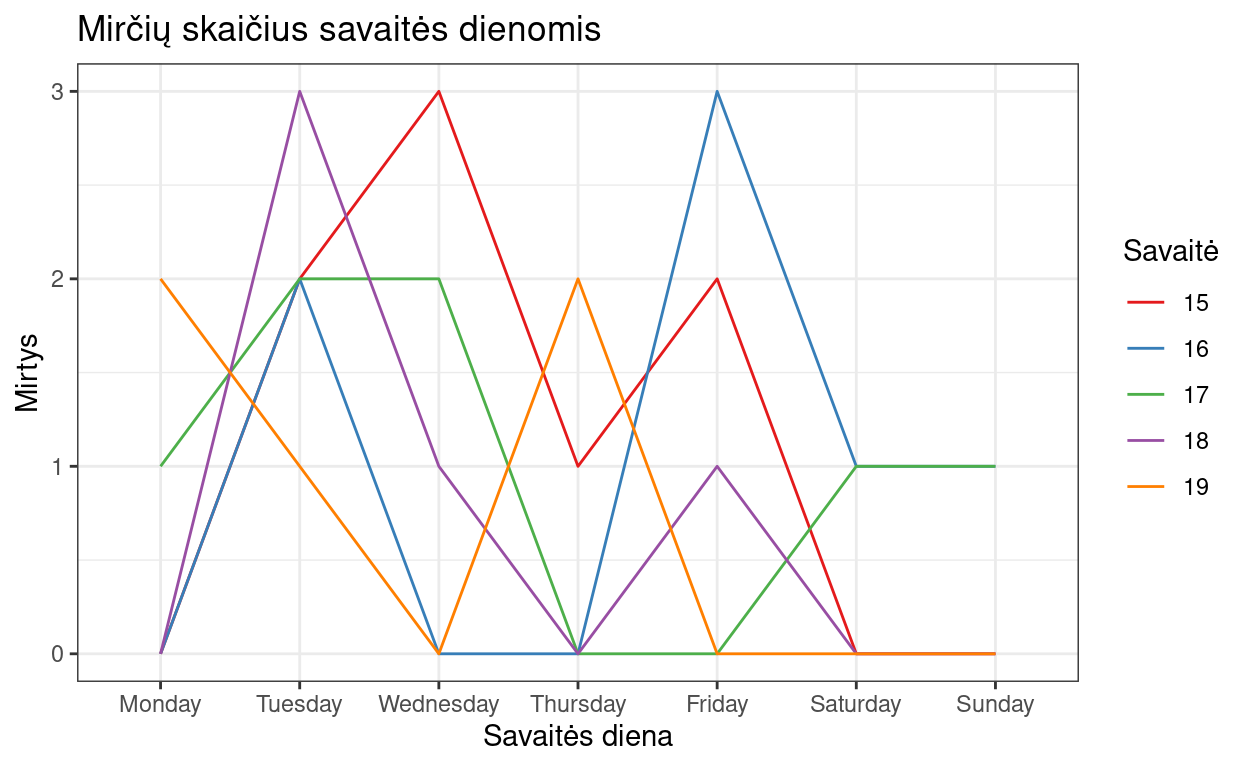 Mirčių skaičius savaitės dienomis
Mirtys
3
2
1
0
Monday Tuesday Wednesday Thursday Friday Saturday Sunday
Savaitės diena
Savaitė
15
16
17
18
19